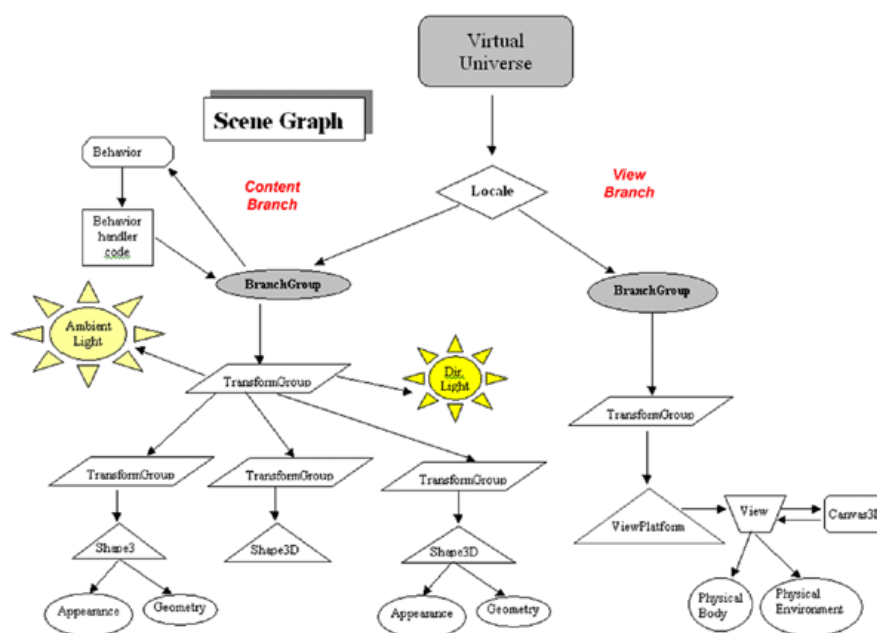 Virtual
Universe
Scene Graph
Behavior
Content
Branch
View
Branch
Locale
Behavior
handler
code
BranchGroup
BranchGroup
Ambient
Light
Dir.
Light
TransformGroup
TransformGroup
TransformGroup
TransformGroup
TransformGroup
ViewPlatform
View
Canvas3D
Shape3
Shape3D
Shape3D
Appearance
Geometry
Appearance
Geometry
Physical
Body
Physical
Environment